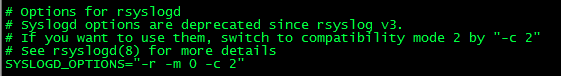 # Options for rsyslogd
# Syslogd options are deprecated since rsyslog v3.
# If you want to use them, switch to compatibility mode 2 by "-c 2"
# See rsyslogd(8) for more details
SYSLOGD_OPTIONS="-r -m 0 -c 2"